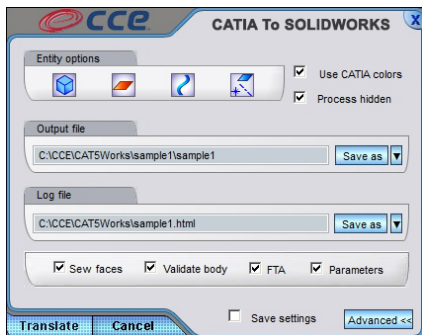 CCE CATIA To SOLIDWORKS X
Entity options
Use CATIA colors
Process hidden
Output file
C:\CCE\CAT5Works\sample1\sample1 Save as
Log file
C:\CCE\CAT5Works\sample1.html Save as
Sew faces Validate body FTA Parameters
Save settings Advanced <<
Translate Cancel